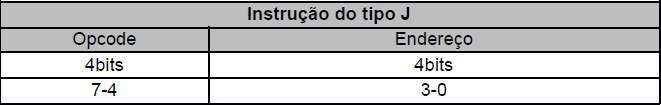 Instrução do tipo J
Opcode Endereço
4bits 4bits
7-4 3-0